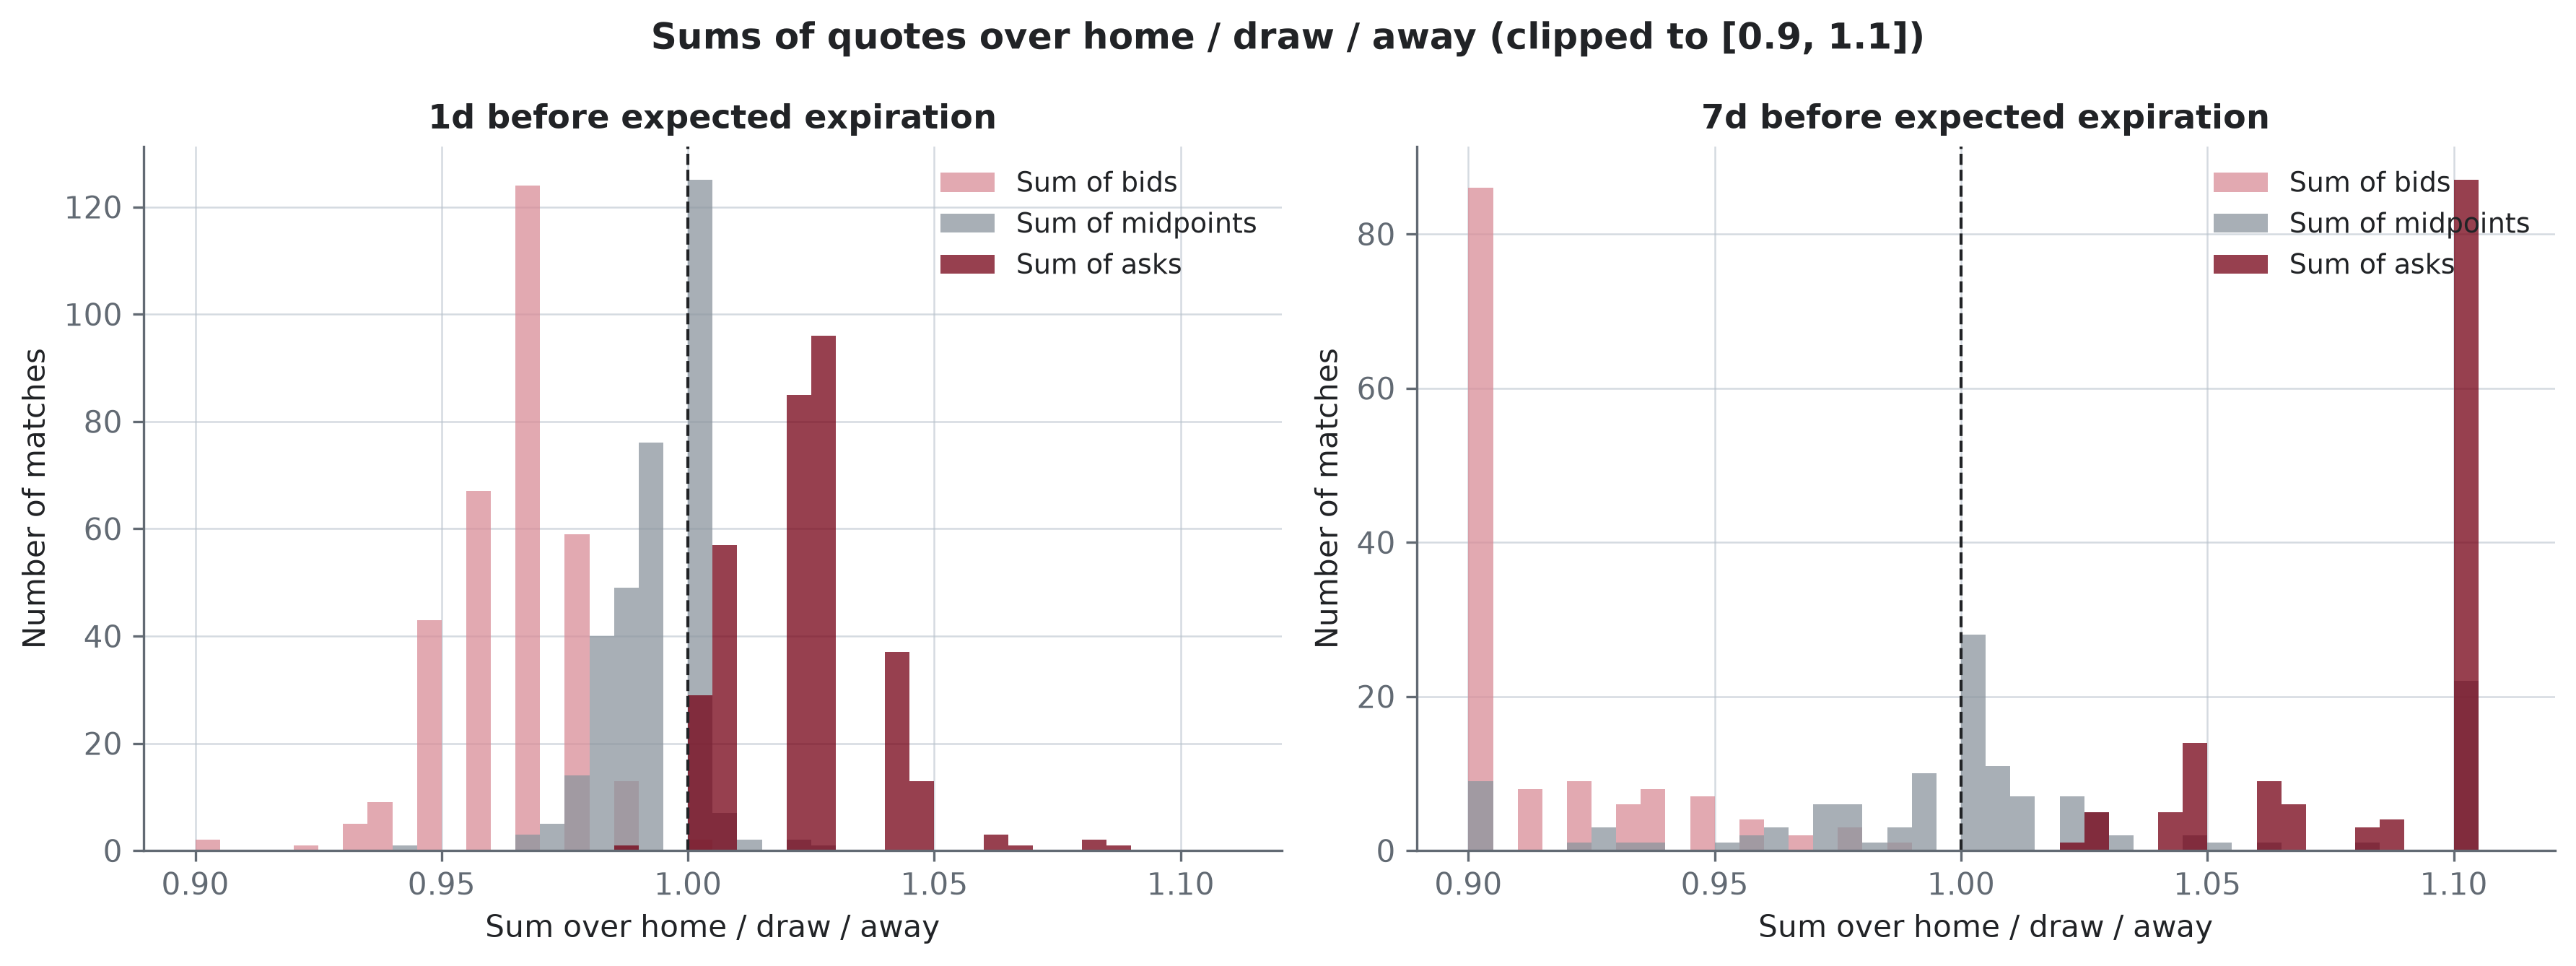 Sums of quotes over home / draw / away (clipped to [0.9, 1.1])
1d before expected expiration
Number of matches
120
100
80
60
40
20
0
0.90 0.95 1.00 1.05 1.10
Sum over home / draw / away
Sum of bids
Sum of midpoints
Sum of asks
7d before expected expiration
Number of matches
80
60
40
20
0
0.90 0.95 1.00 1.05 1.10
Sum over home / draw / away
Sum of bids
Sum of midpoints
Sum of asks